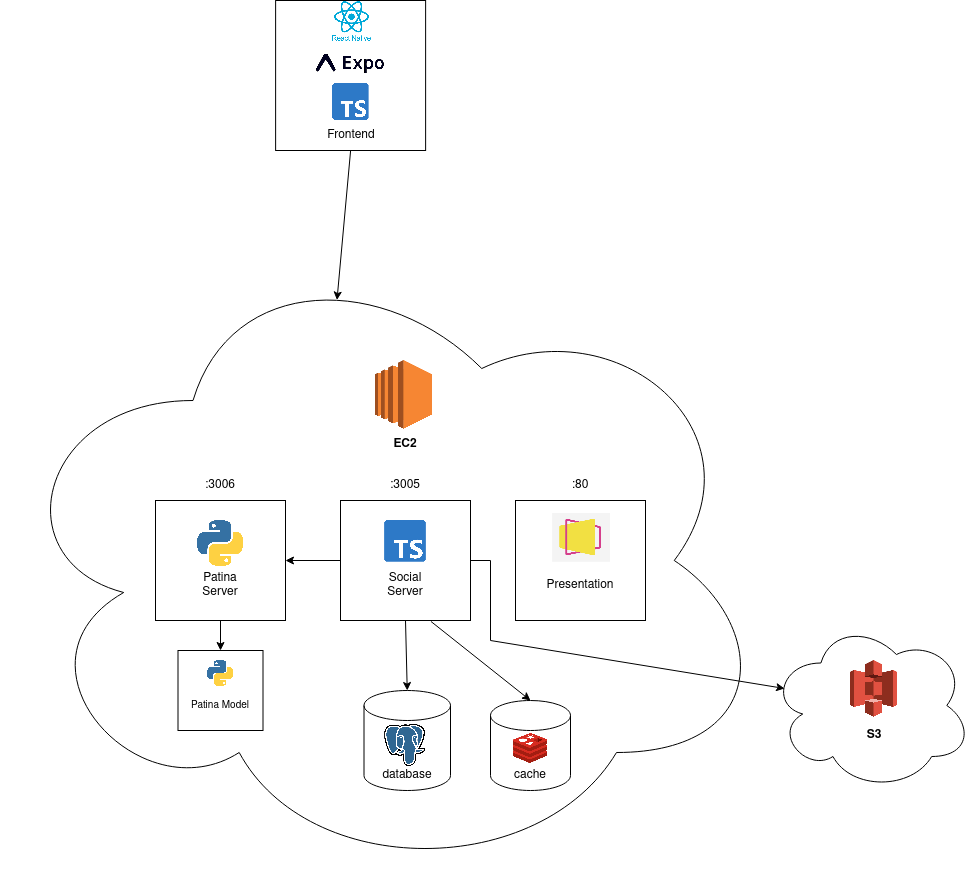 React Native
Expo
TS
Frontend
EC2
:3006
:3005
:80
TS
Patina
Server
Social
Server
Presentation
Patina Model
database
cache
S3